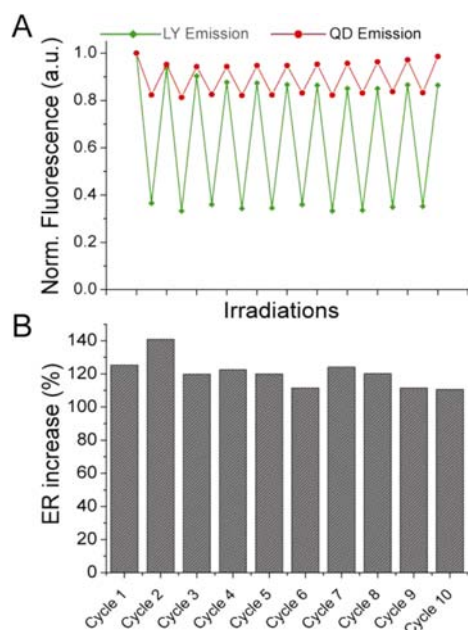 A
LY Emission
QD Emission
Norm. Fluorescence (a.u.)
1.0
0.8
0.6
0.4
0.2
0.0
Irradiations
B
ER increase (%)
140
120
100
80
60
40
20
0
Cycle 1
Cycle 2
Cycle 3
Cycle 4
Cycle 5
Cycle 6
Cycle 7
Cycle 8
Cycle 9
Cycle 10